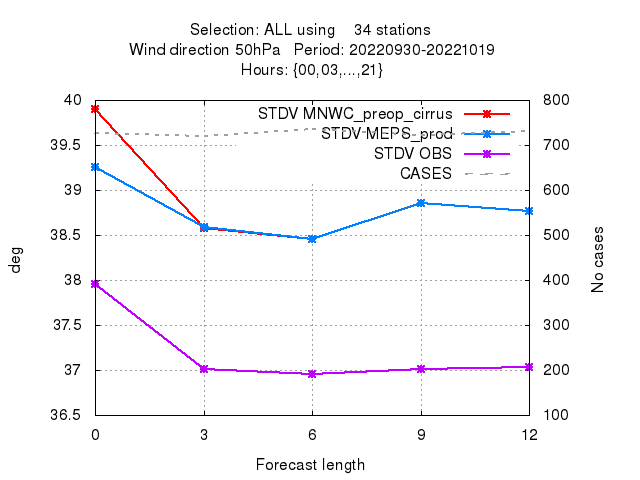 Selection: ALL using    34 stations
Wind direction 50hPa   Period: 20220930-20221019
Hours: {00,03,...,21}
STDV MNWC_preop_cirrus
STDV MEPS_prod
STDV OBS
CASES
40
39.5
39
38.5
38
37.5
37
36.5
deg
800
700
600
500
400
300
200
100
No cases
0 3 6 9 12
Forecast length